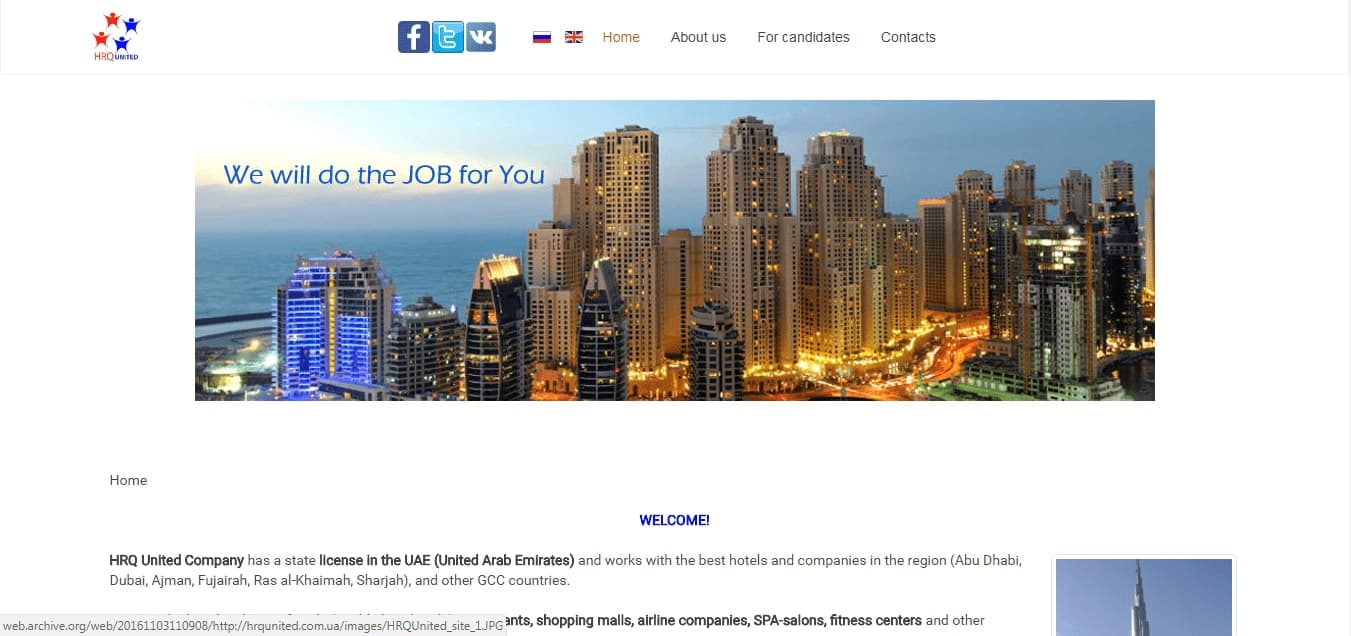 HRQ UNITED
Home
About us
For candidates
Contacts
We will do the JOB for You
Home
WELCOME!
HRQ United Company has a state license in the UAE (United Arab Emirates) and works with the best hotels and companies in the region (Abu Dhabi,
Dubai, Ajman, Fujairah, Ras al-Khaimah, Sharjah), and other GCC countries.
ants, shopping malls, airline companies, SPA-salons, fitness centers and other
web.archive.org/web/20161103110908/http://hrqunited.com.ua/images/HRQUnited_site_1.JPG